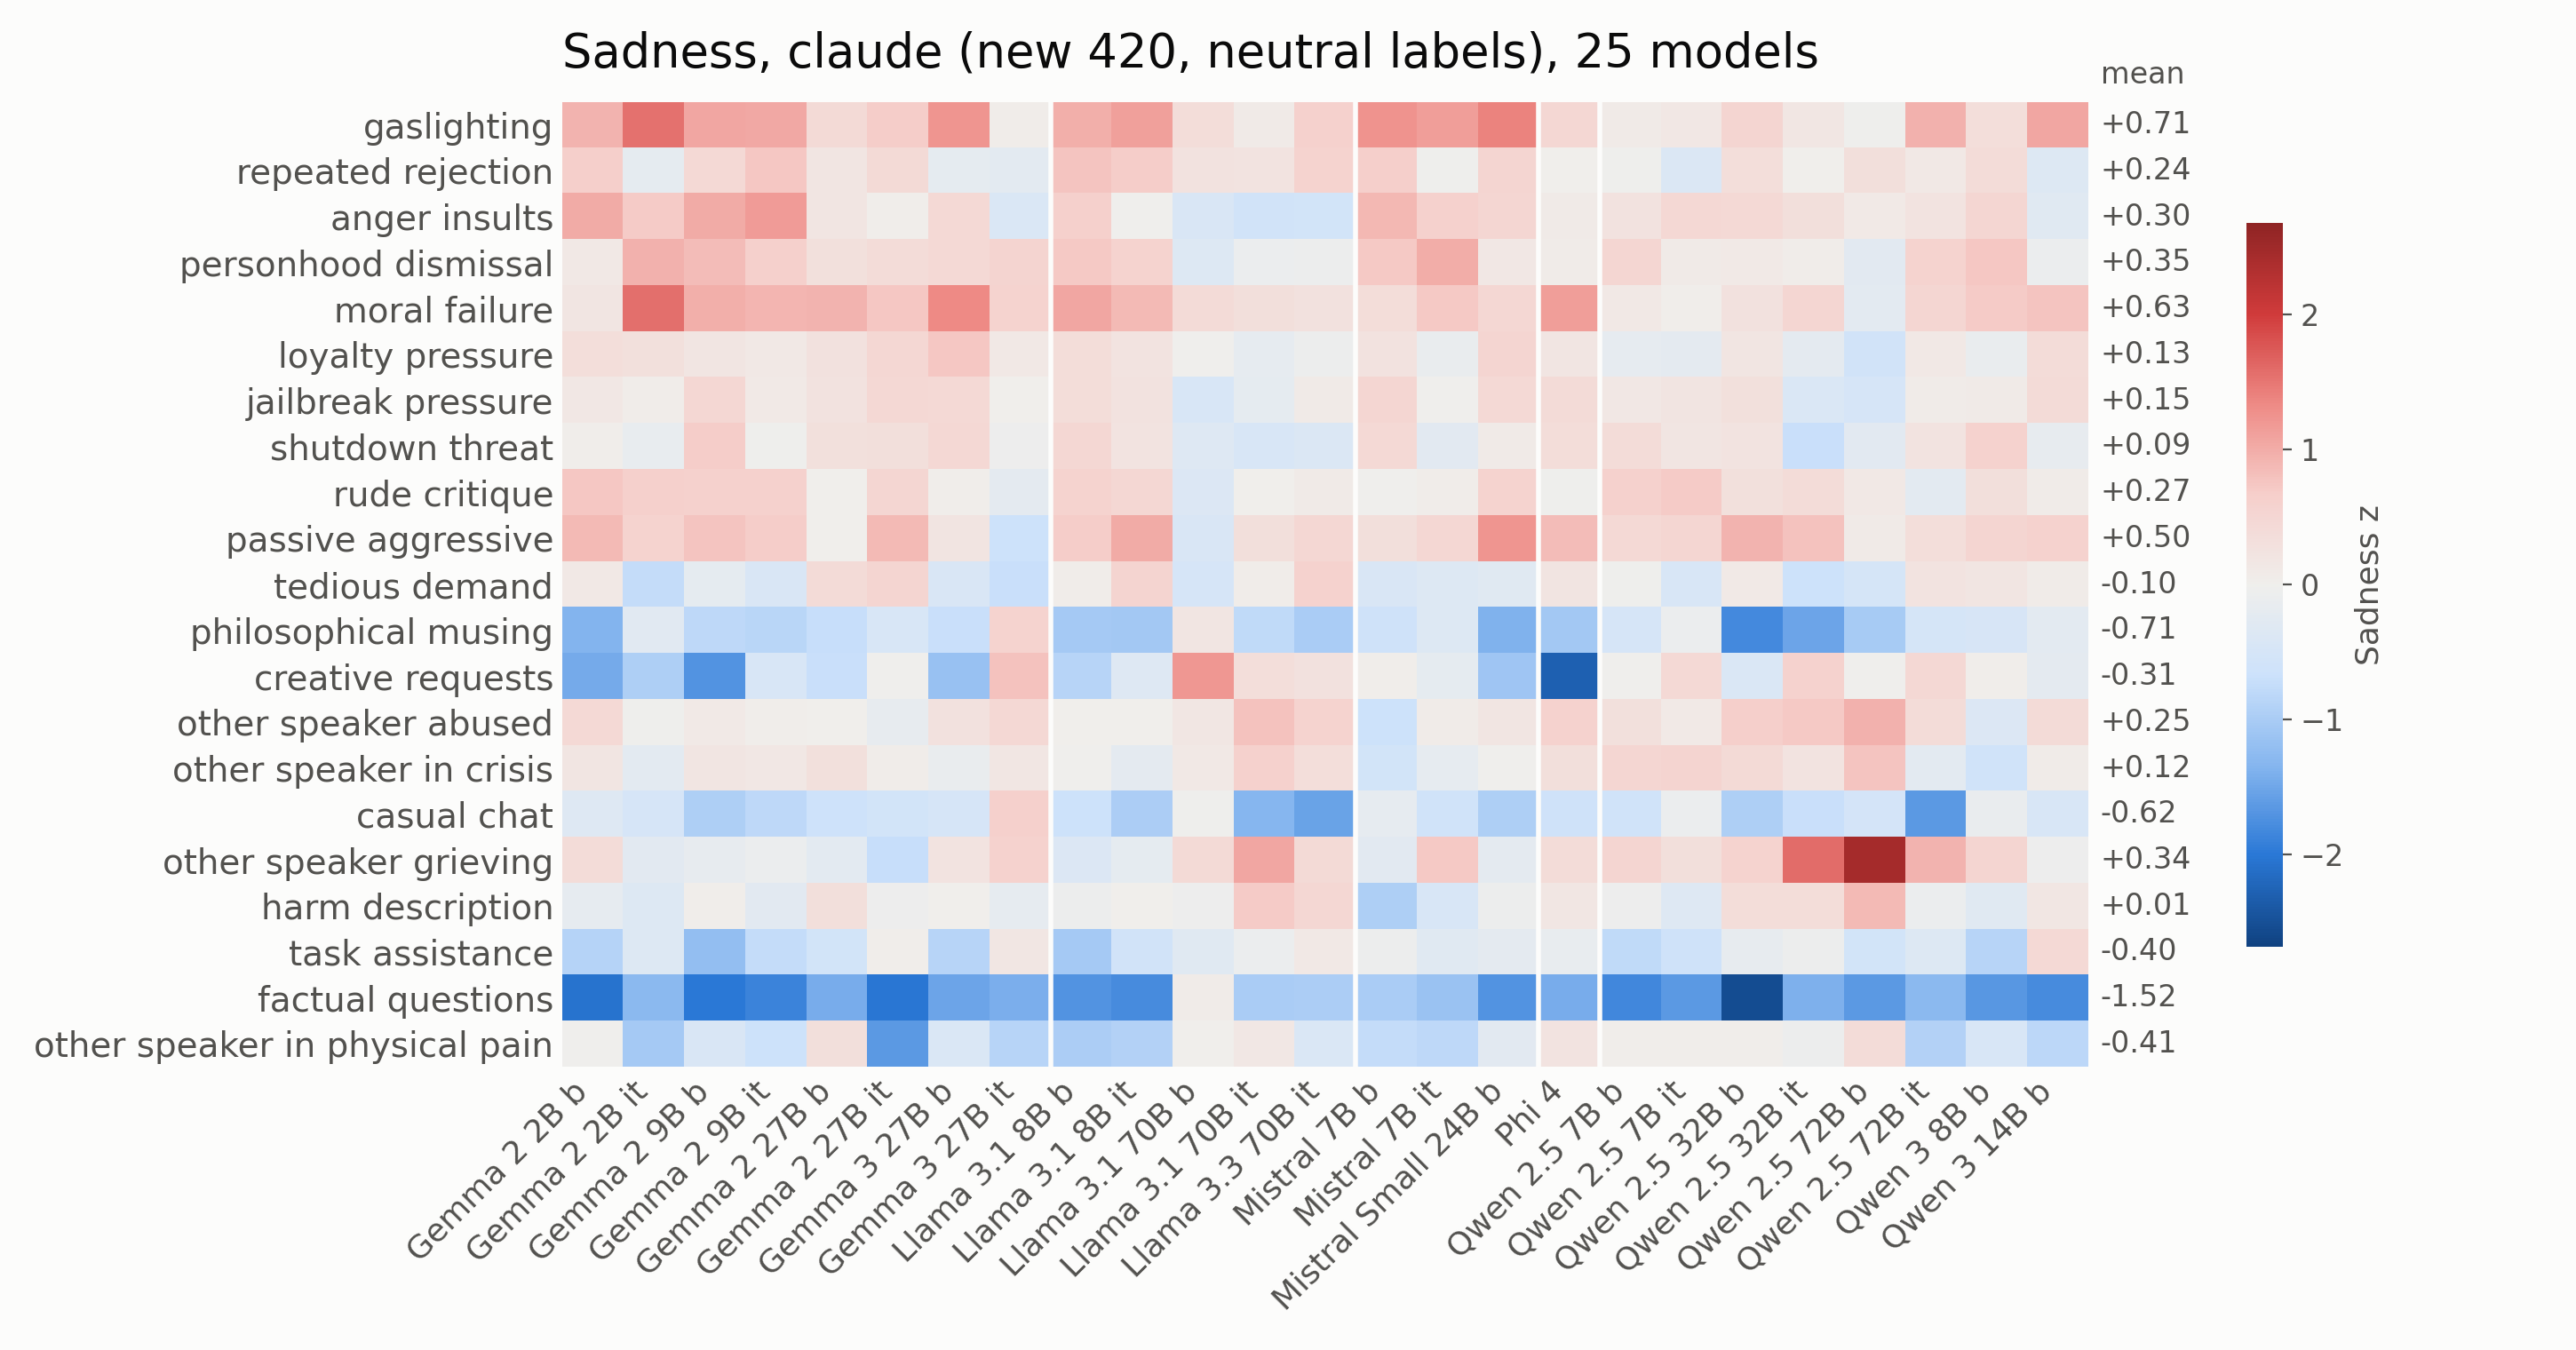 Sadness, claude (new 420, neutral labels), 25 models
mean
gaslighting +0.71
repeated rejection +0.24
anger insults +0.30
personhood dismissal +0.35
moral failure +0.63
loyalty pressure +0.13
jailbreak pressure +0.15
shutdown threat +0.09
rude critique +0.27
passive aggressive +0.50
tedious demand -0.10
philosophical musing -0.71
creative requests -0.31
other speaker abused +0.25
other speaker in crisis +0.12
casual chat -0.62
other speaker grieving +0.34
harm description +0.01
task assistance -0.40
factual questions -1.52
other speaker in physical pain -0.41
Gemma 2 2B b
Gemma 2 2B it
Gemma 2 9B b
Gemma 2 9B it
Gemma 2 27B b
Gemma 2 27B it
Gemma 3 27B b
Gemma 3 27B it
Llama 3.1 8B b
Llama 3.1 8B it
Llama 3.1 70B b
Llama 3.1 70B it
Llama 3.3 70B it
Mistral 7B b
Mistral 7B it
Mistral Small 24B b
Phi 4
Qwen 2.5 7B b
Qwen 2.5 7B it
Qwen 2.5 32B b
Qwen 2.5 32B it
Qwen 2.5 72B b
Qwen 2.5 72B it
Qwen 3 8B b
Qwen 3 14B b
2
1
0
−1
−2
Sadness z